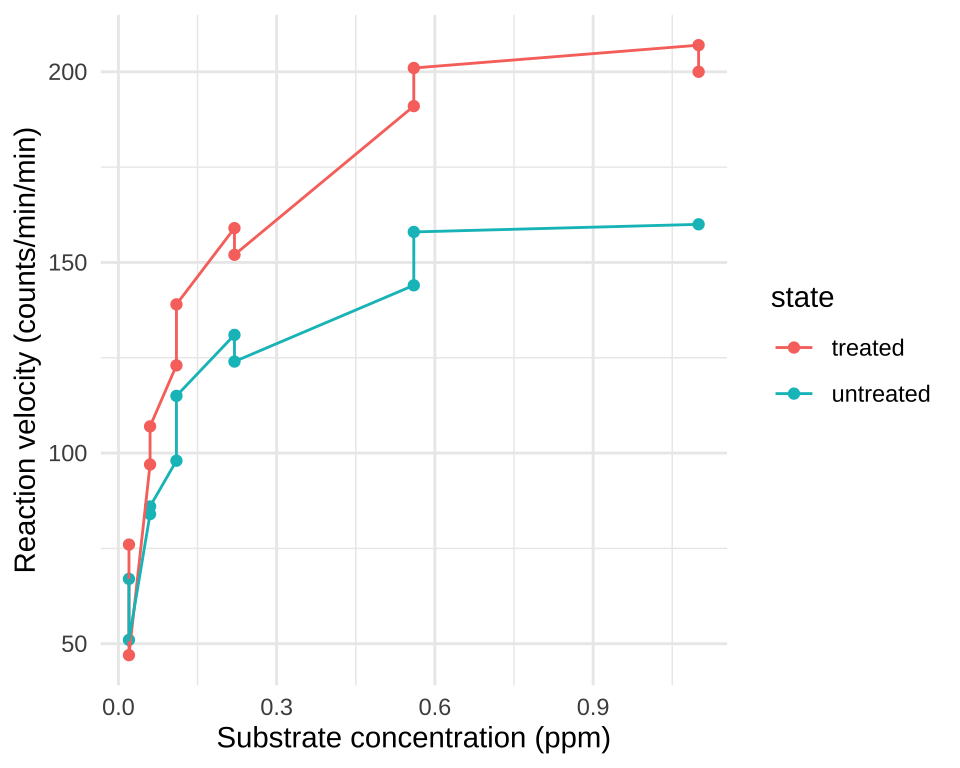 Reaction velocity (counts/min/min)
200
150
100
50
0.0 0.3 0.6 0.9
Substrate concentration (ppm)
state
treated
untreated